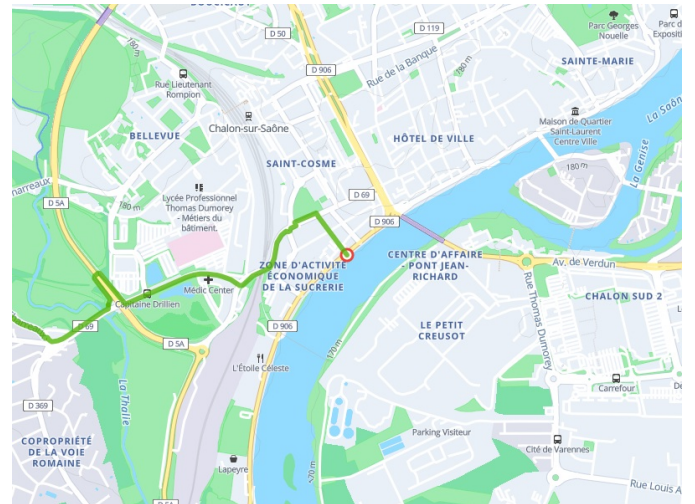 D 50
D 119
Parc Georges
Nouelle
Parc d
Exposition
D 906
180 m
Rue de la Banque
SAINTE-MARIE
Rue Lieutenant
Rompion
Chalon-sur-Saône
La Saône
Maison de Quartier
Saint-Laurent
Centre Ville
BELLEVUE
HÔTEL DE VILLE
La Genise
SAINT-COSME
180 m
Lycée Professionnel
Thomas Dumorey
- Métiers du
bâtiment.
D 69
180 m
D 5A
D 906
ZONE D'ACTIVITÉ
ÉCONOMIQUE
DE LA SUCRERIE
CENTRE D'AFFAIRE
- PONT JEAN-
RICHARD
Av. de Verdun
Médic Center
Capitaine Drillien
Rue Thomas Dumorey
CHALON SUD 2
D 69
D 906
LE PETIT
CREUSOT
D 5A
170 m
L'Étoile Céleste
La Thalie
Carrefour
D 369
COPROPRIÉTÉ
DE LA VOIE
ROMAINE
Parking Visiteur
Cité de Varennes
Lapeyre
170 m
Rue Louis A